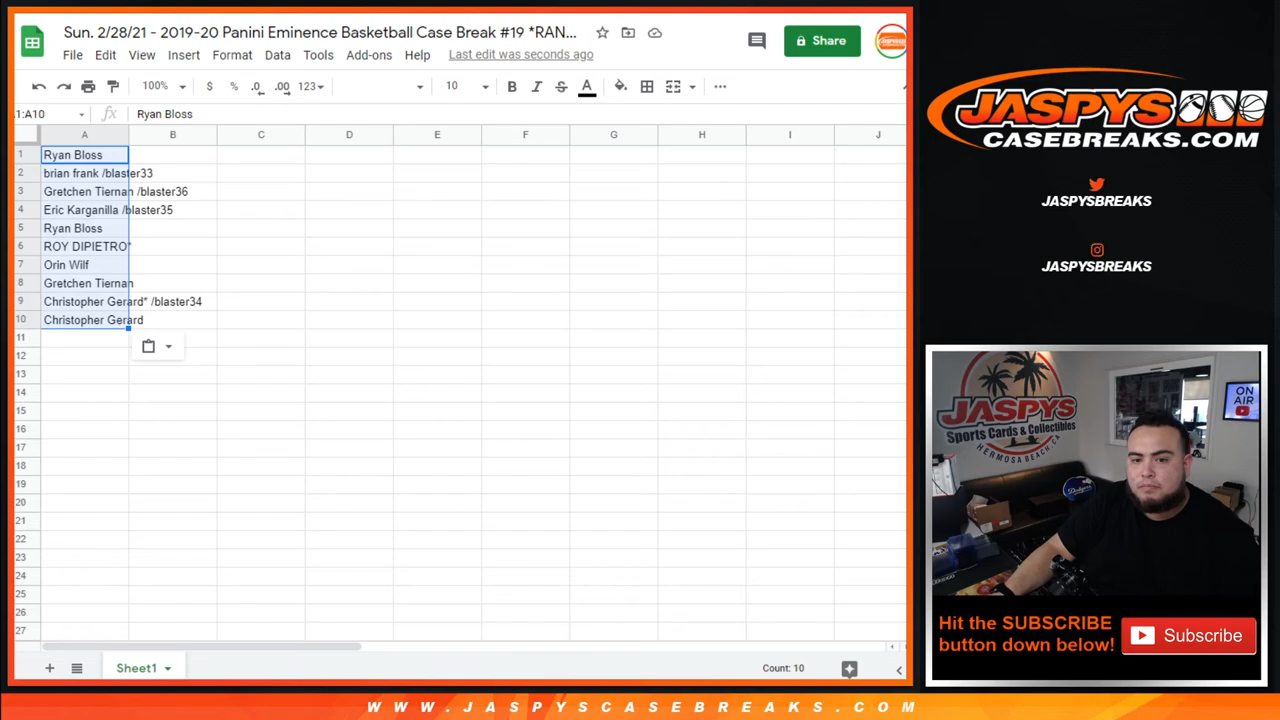 Sun. 2/28/21 - 2019-20 Panini Eminence Basketball Case Break #19 *RAN...
File Edit View Insert Format Data Tools Add-ons Help Last edit was seconds ago
Share
100% $ % .0 .00 123 10 B I S A
1:A10 fx Ryan Bloss
A B C D E F G H I J
1 Ryan Bloss
2 brian frank /blaster33
3 Gretchen Tiernan /blaster36
4 Eric Karganilla /blaster35
5 Ryan Bloss
6 ROY DIPIETRO*
7 Orin Wilf
8 Gretchen Tiernan
9 Christopher Gerard* /blaster34
10 Christopher Gerard
11
12
13
14
15
16
17
18
19
20
21
22
23
24
25
26
27
Sheet1 Count: 10
JASPYS
CASEBREAKS.COM
JASPYSBREAKS
JASPYSBREAKS
JASPYS
Sports Cards & Collectibles
HERMOSA BEACH, CA
ON
AIR
Dodgers
Hit the SUBSCRIBE
button down below!
Subscribe
WWW.JASPYSCASEBREAKS.COM